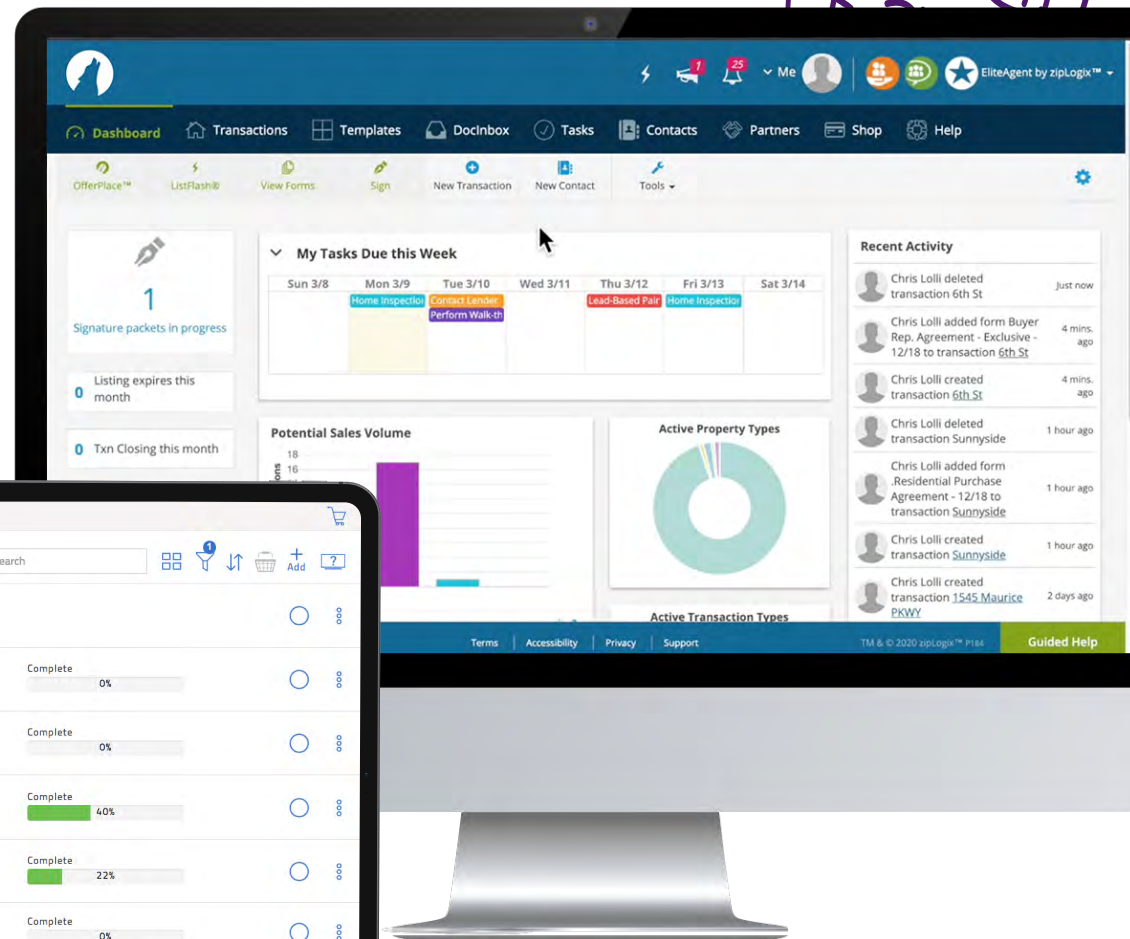 1
25
Me
EliteAgent by zipLogix™
Dashboard
Transactions
Templates
DocInbox
Tasks
Contacts
Partners
Shop
Help
OfferPlace™
ListFlash®
View Forms
Sign
New Transaction
New Contact
Tools
1
Signature packets in progress
0 Listing expires this
month
0 Txn Closing this month
My Tasks Due this Week
Sun 3/8
Mon 3/9
Tue 3/10
Wed 3/11
Thu 3/12
Fri 3/13
Sat 3/14
Home Inspection
Contact Lender
Lead-Based Pair
Home Inspection
Perform Walk-th
Potential Sales Volume
18
16
Active Property Types
Active Transaction Types
Recent Activity
Chris Lolli deleted
transaction 6th St
Just now
Chris Lolli added form Buyer
Rep. Agreement - Exclusive -
12/18 to transaction 6th St
4 mins.
ago
Chris Lolli created
transaction 6th St
4 mins.
ago
Chris Lolli deleted
transaction Sunnyside
1 hour ago
Chris Lolli added form
.Residential Purchase
Agreement - 12/18 to
transaction Sunnyside
1 hour ago
Chris Lolli created
transaction Sunnyside
1 hour ago
Chris Lolli created
transaction 1545 Maurice
PKWY
2 days ago
Terms
Accessibility
Privacy
Support
TM & © 2020 zipLogix™ P184
Guided Help
earch
1
Add
?
Complete
0%
Complete
0%
Complete
40%
Complete
22%
Complete
0%